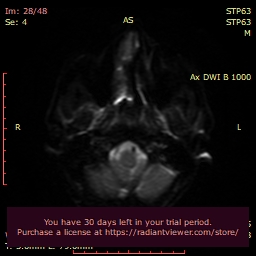 Im: 28/48
Se: 4
AS
STP63
STP63
M
Ax DWI B 1000
R
L
You have 30 days left in your trial period.
Purchase a license at https://radiantviewer.com/store/